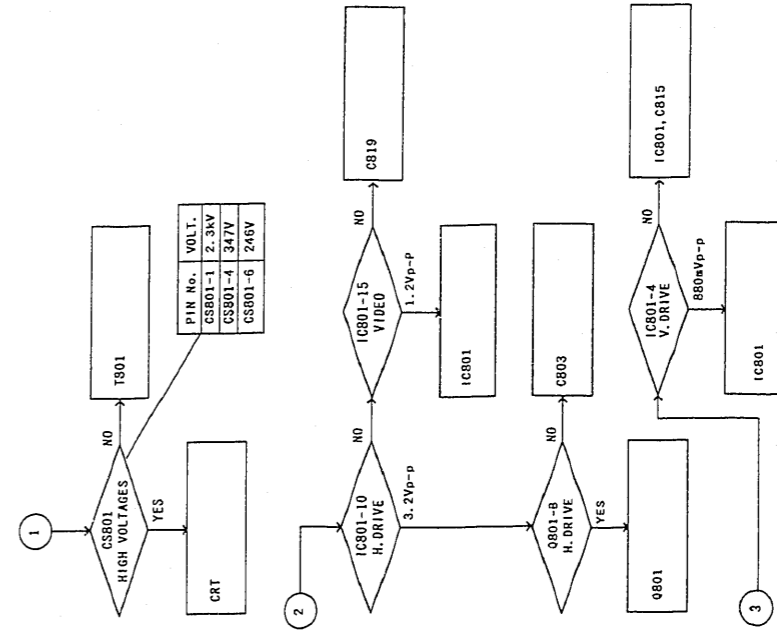 1
CS801
HIGH VOLTAGES
NO
T801
YES
CRT
PIN No. VOLT.
CS801-1 2.3kV
CS801-4 347V
CS801-6 246V
2
IC801-10
H.DRIVE
NO
IC801-15
VIDEO
NO
C819
3.2Vp-p
1.2Vp-P
IC801
Q801-B
H.DRIVE
NO
C803
YES
Q801
3
IC801-4
V.DRIVE
NO
IC801,C815
880mVp-p
IC801